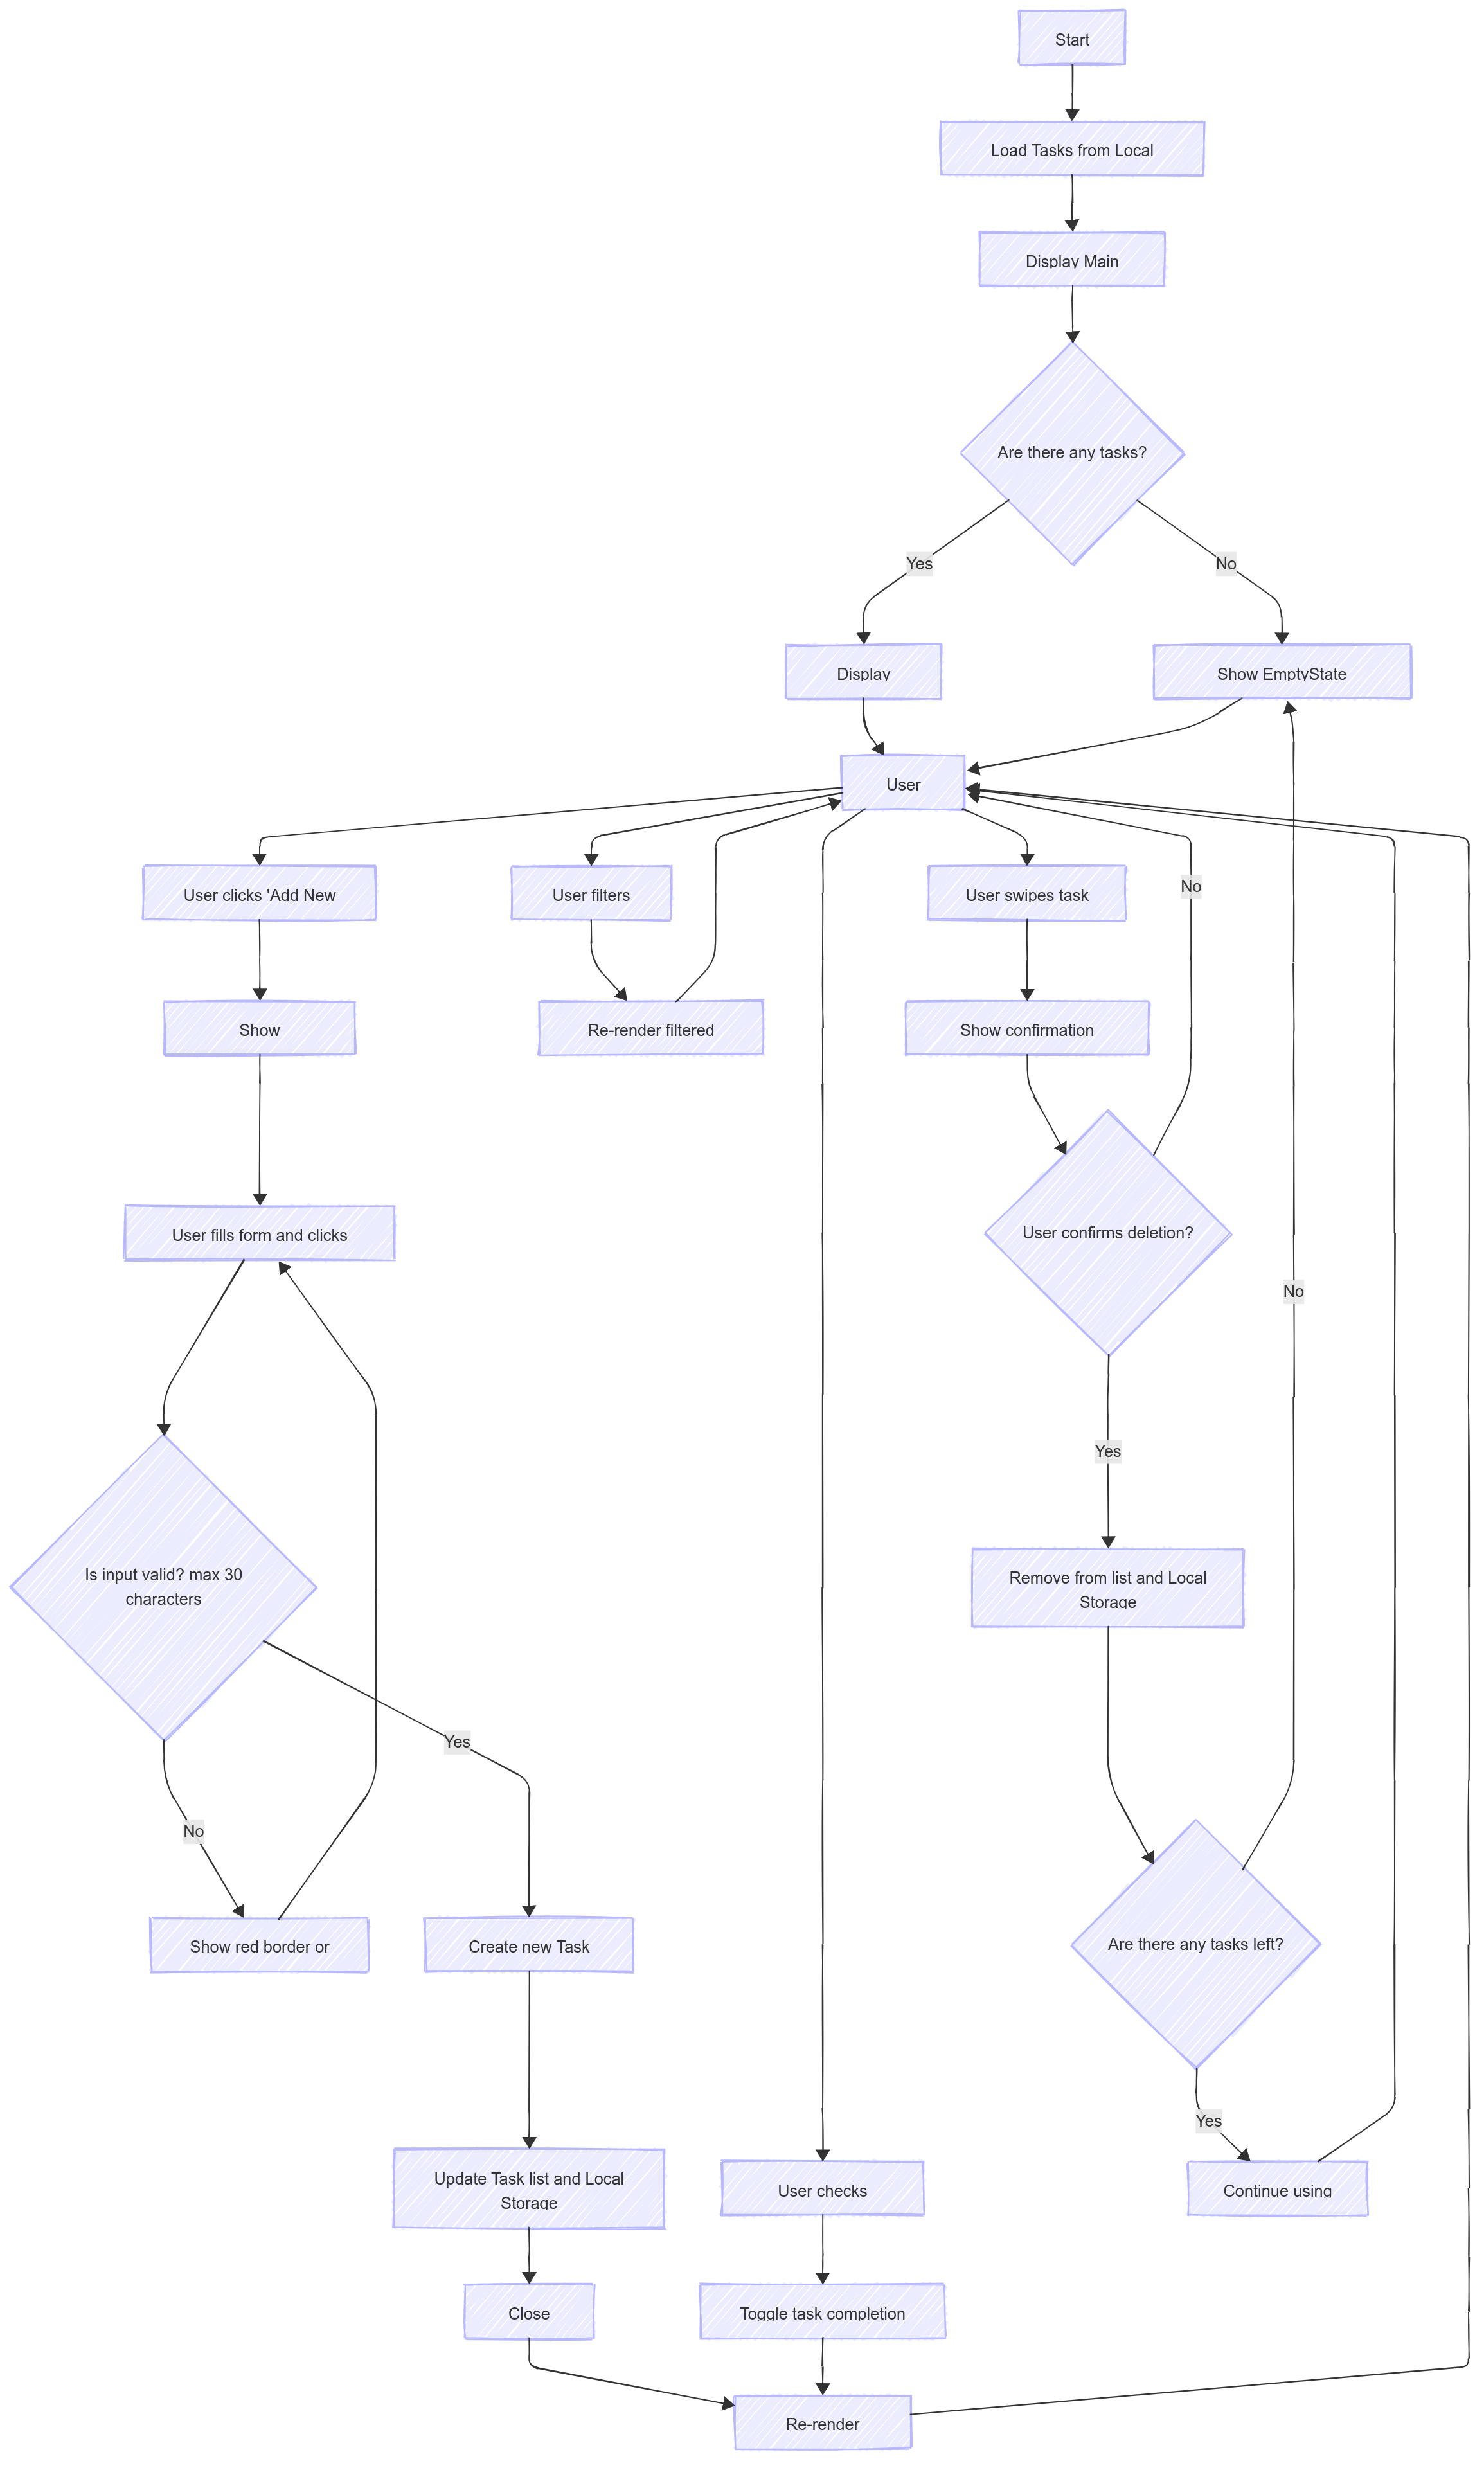 Start
Load Tasks from Local
Display Main
Are there any tasks?
Yes
No
Display
Show EmptyState
User
User clicks 'Add New
User filters
User swipes task
No
Show
Re-render filtered
Show confirmation
User fills form and clicks
User confirms deletion?
No
Yes
Is input valid? max 30
characters
Remove from list and Local
Storage
Yes
No
Show red border or
Create new Task
Are there any tasks left?
Yes
Update Task list and Local
Storage
User checks
Continue using
Close
Toggle task completion
Re-render